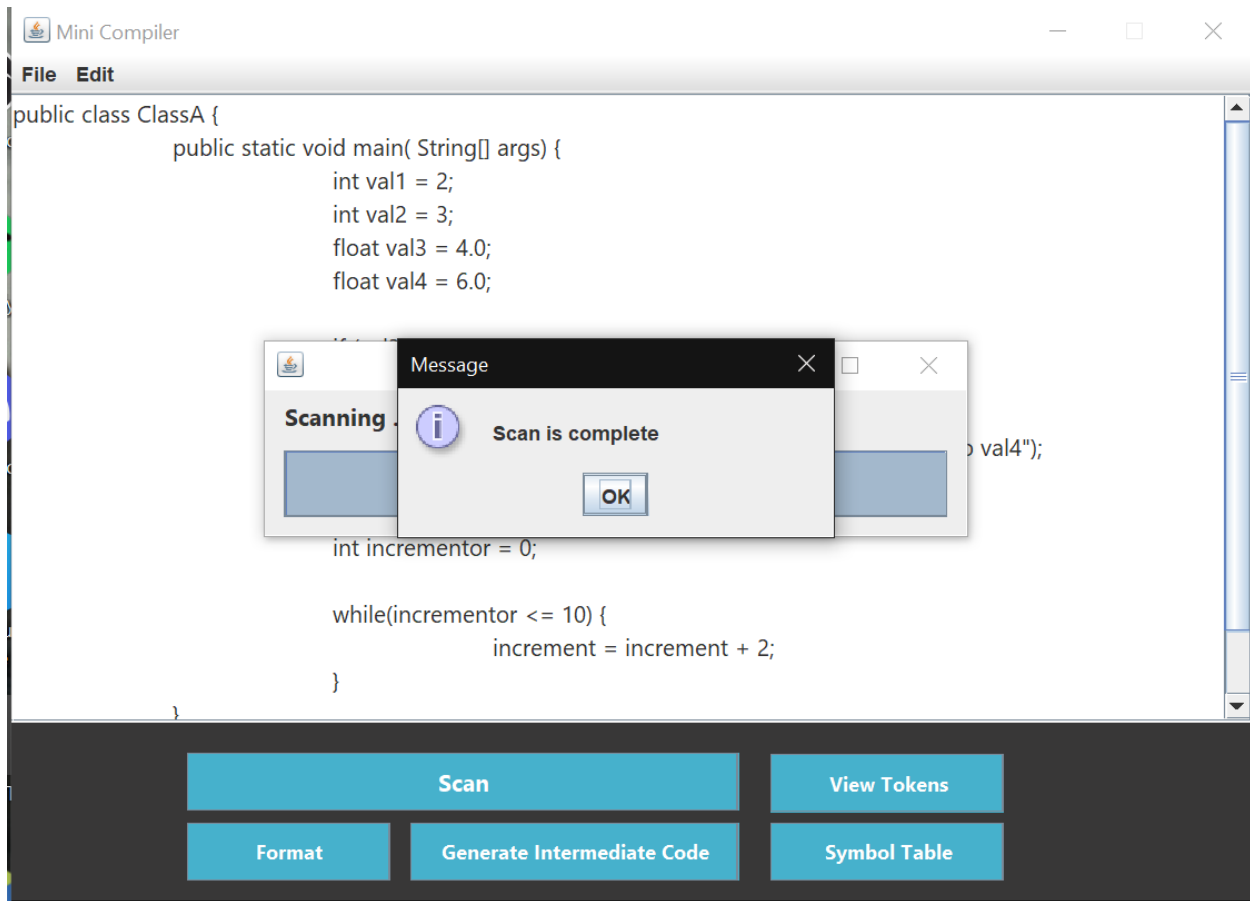 Mini Compiler
File Edit
public class ClassA {
public static void main( String[] args) {
int val1 = 2;
int val2 = 3;
float val3 = 4.0;
float val4 = 6.0;
Message
Scanning .
Scan is complete
val4");
OK
int incrementor = 0;
while(incrementor <= 10) {
increment = increment + 2;
}
}
Scan
View Tokens
Format
Generate Intermediate Code
Symbol Table